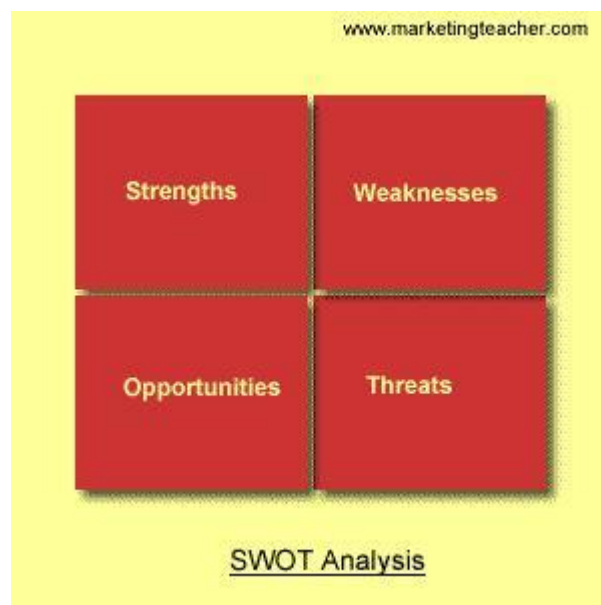 www.marketingteacher.com
Strengths
Weaknesses
Opportunities
Threats
SWOT Analysis